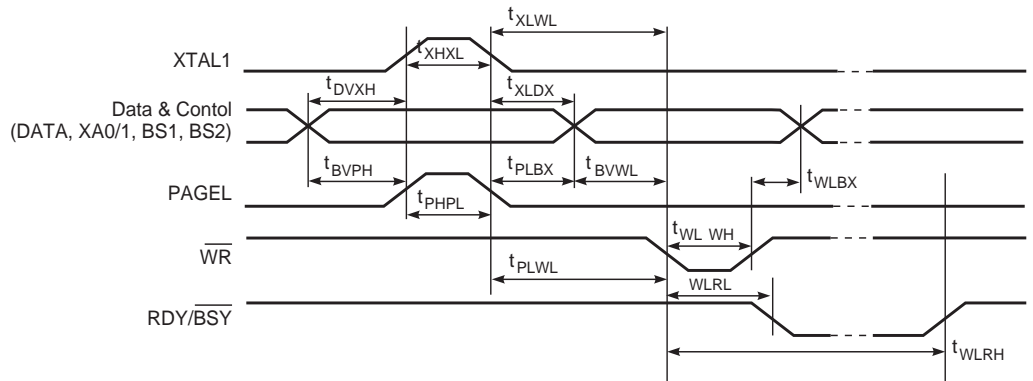 tXLWL
XTAL1
tXHXL
tDVXH
tXLDX
Data & Contol
(DATA, XA0/1, BS1, BS2)
tBVPH
tPLBX
tBVWL
tWLBX
PAGEL
tPHPL
tWL WH
WR
tPLWL
WLRL
RDY/BSY
tWLRH